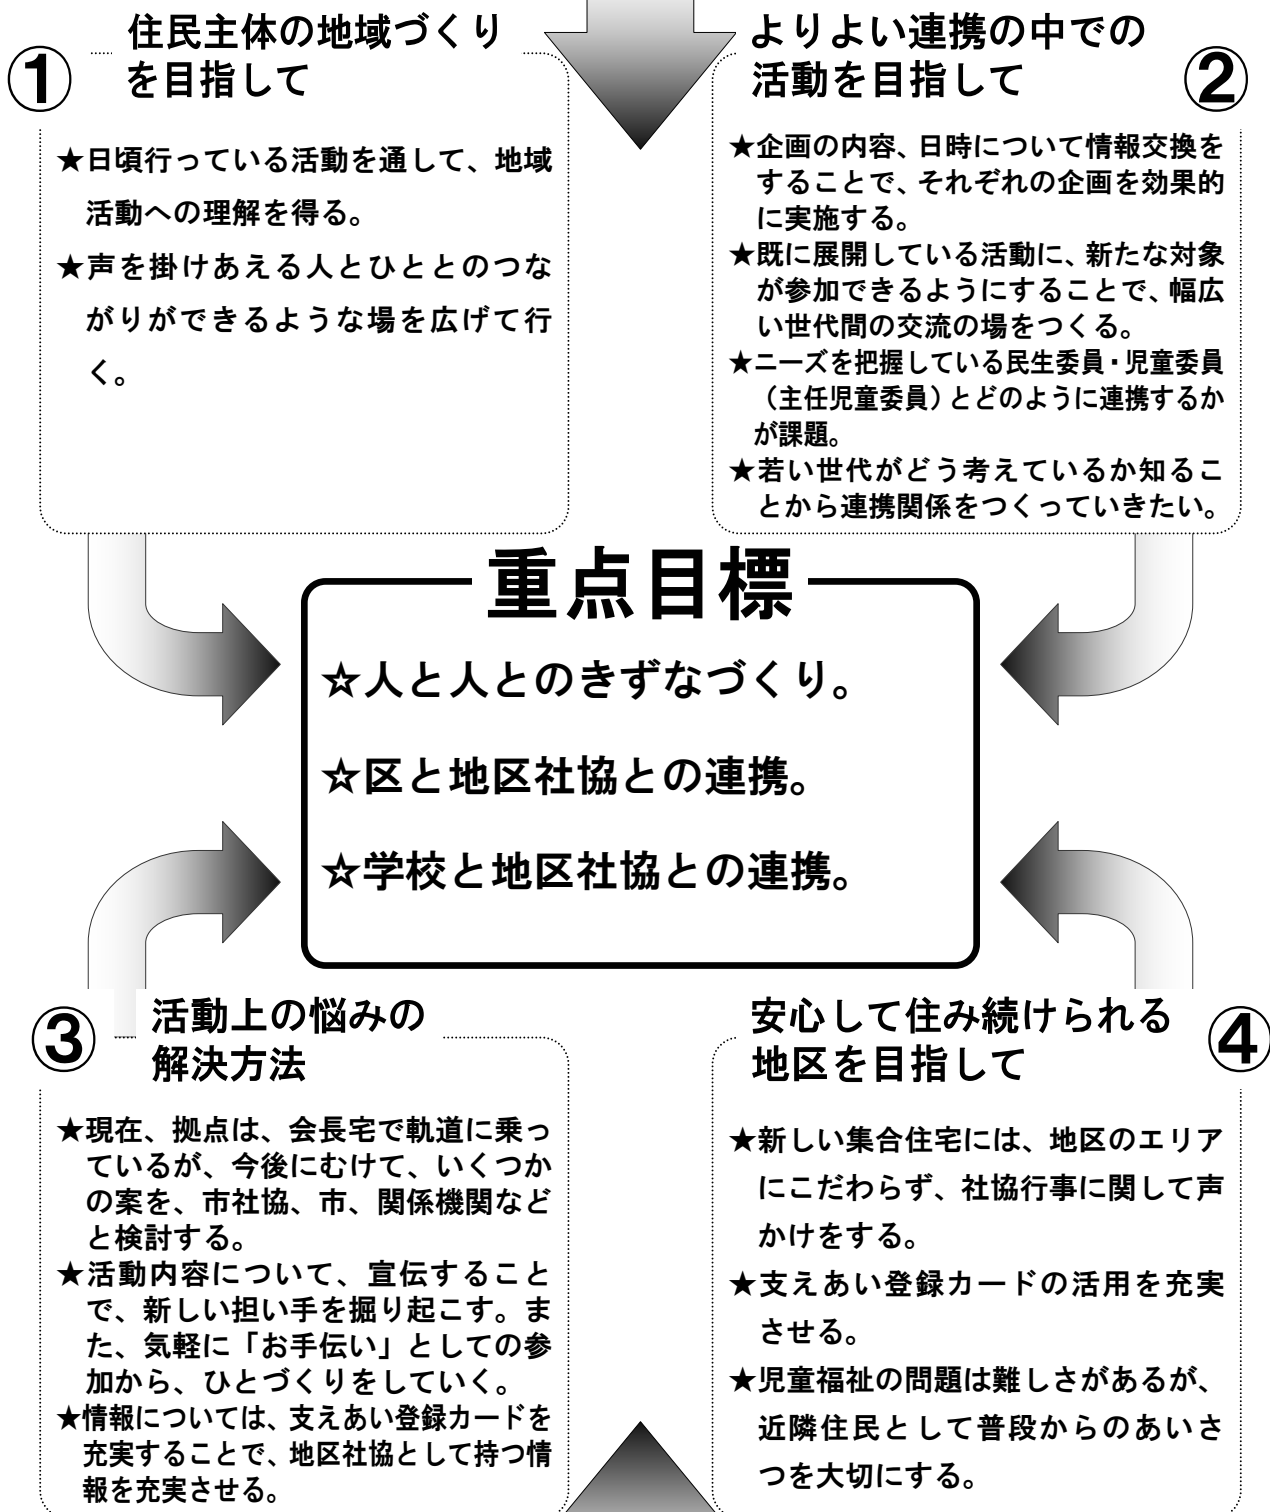 ①
住民主体の地域づくり
を目指して
★日頃行っている活動を通して、地域
活動への理解を得る。
★声を掛けあえる人とひととのつな
がりができるような場を広げて行
く。
よりよい連携の中での
活動を目指して
②
★企画の内容、日時について情報交換を
することで、それぞれの企画を効果的
に実施する。
★既に展開している活動に、新たな対象
が参加できるようにすることで、幅広
い世代間の交流の場をつくる。
★ニーズを把握している民生委員・児童委員
（主任児童委員）とどのように連携するか
が課題。
★若い世代がどう考えているか知るこ
とから連携関係をつくっていきたい。
重点目標
☆人と人とのきずなづくり。
☆区と地区社協との連携。
☆学校と地区社協との連携。
③
活動上の悩みの
解決方法
★現在、拠点は、会長宅で軌道に乗っ
ているが、今後にむけて、いくつか
の案を、市社協、市、関係機関など
と検討する。
★活動内容について、宣伝すること
で、新しい担い手を掘り起こす。ま
た、気軽に「お手伝い」としての参
加から、ひとづくりをしていく。
★情報については、支えあい登録カードを
充実することで、地区社協として持つ情
報を充実させる。
安心して住み続けられる
地区を目指して
④
★新しい集合住宅には、地区のエリア
にこだわらず、社協行事に関して声
かけをする。
★支えあい登録カードの活用を充実
させる。
★児童福祉の問題は難しさがあるが、
近隣住民として普段からのあいさ
つを大切にする。